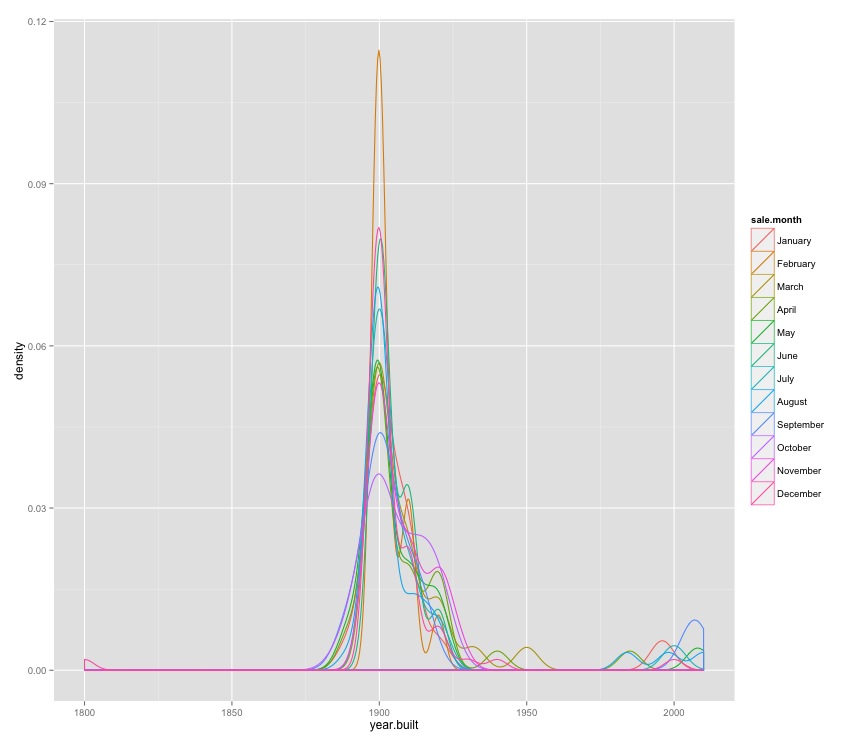 0.12
0.09
0.06
0.03
0.00
density
1800
1850
1900
1950
2000
year.built
sale.month
January
February
March
April
May
June
July
August
September
October
November
December